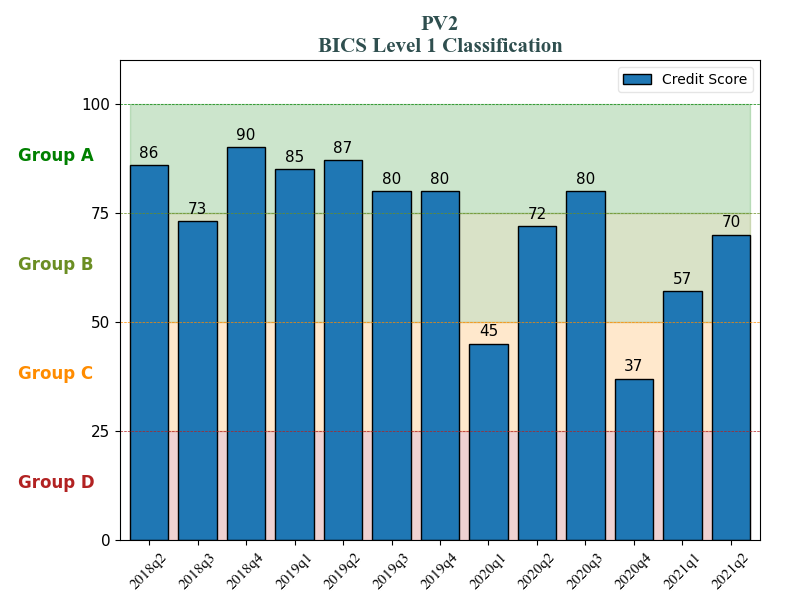 PV2
BICS Level 1 Classification
Credit Score
100
75
50
25
0
Group A
Group B
Group C
Group D
86
73
90
85
87
80
80
45
72
80
37
57
70
2018q2
2018q3
2018q4
2019q1
2019q2
2019q3
2019q4
2020q1
2020q2
2020q3
2020q4
2021q1
2021q2